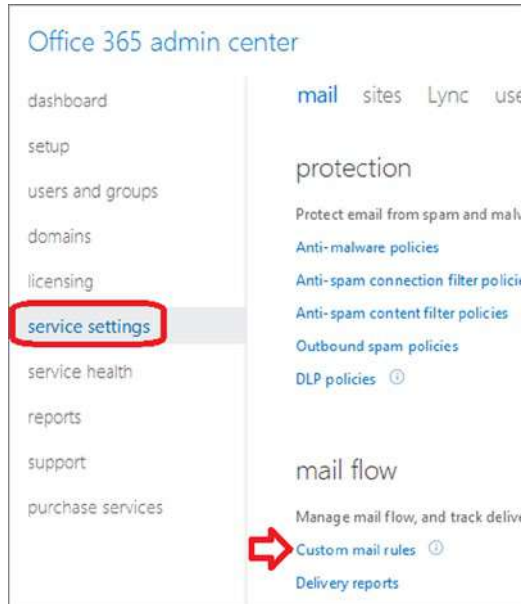 Office 365 admin center
dashboard
setup
users and groups
domains
licensing
service settings
service health
reports
support
purchase services
mail sites Lync
protection
Protect email from spam and
Anti-malware policies
Anti-spam connection filter
Anti-spam content filter policies
Outbound spam policies
DLP policies
mail flow
Manage mail flow, and track
Custom mail rules
Delivery reports